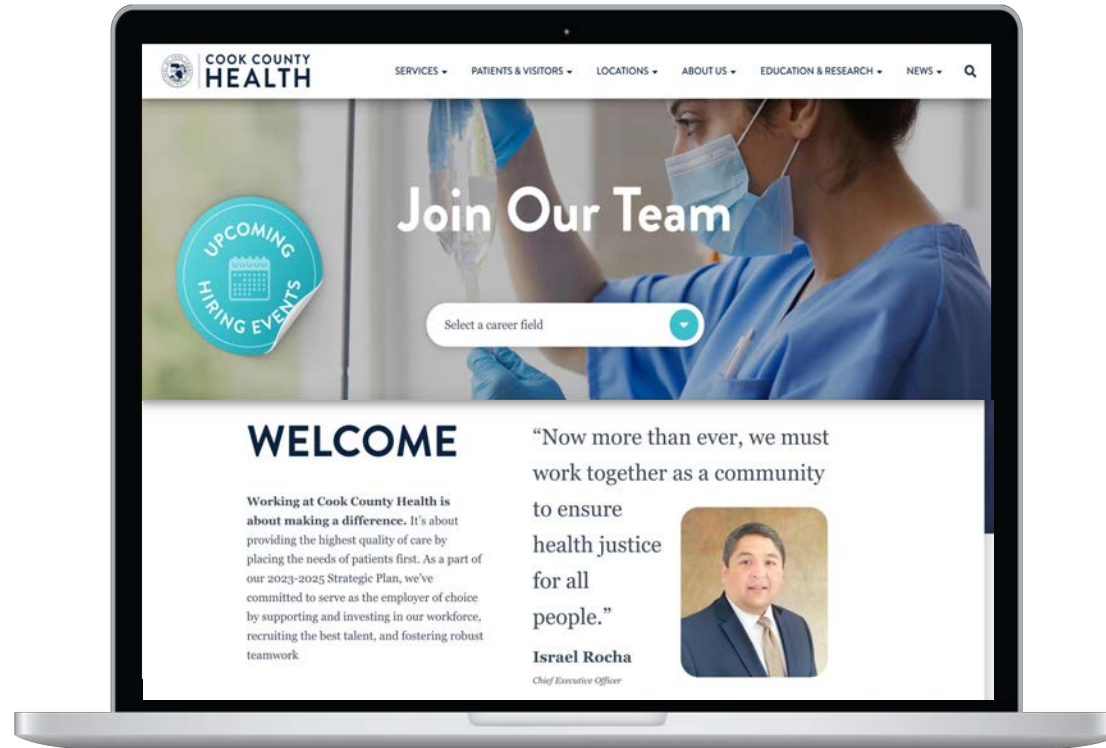 COOK COUNTY
HEALTH
SERVICES
PATIENTS & VISITORS
LOCATIONS
ABOUT US
EDUCATION & RESEARCH
NEWS
Join Our Team
UPCOMING
HIRING EVENTS
Select a career field
WELCOME
Working at Cook County Health is
about making a difference. It's about
providing the highest quality of care by
placing the needs of patients first. As a part of
our 2023-2025 Strategic Plan, we've
committed to serve as the employer of choice
by supporting and investing in our workforce,
recruiting the best talent, and fostering robust
teamwork
“Now more than ever, we must
work together as a community
to ensure
health justice
for all
people.”
Israel Rocha
Chief Executive Officer